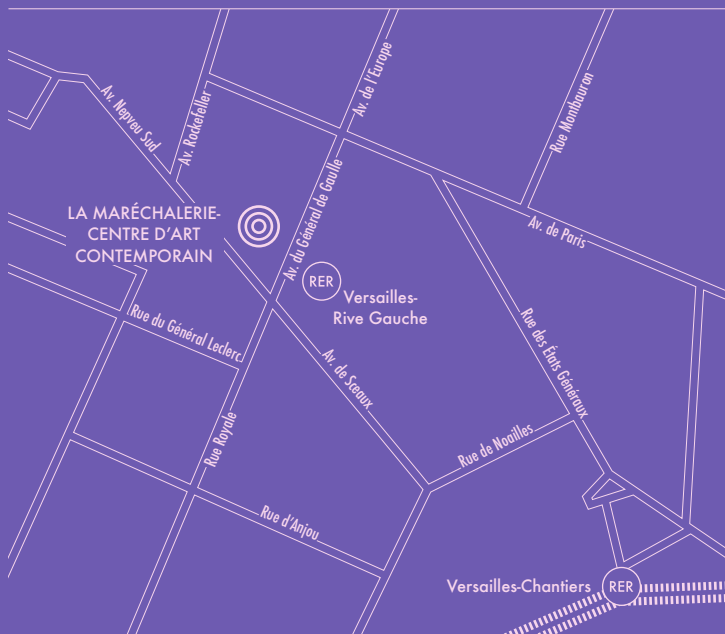 Av. Nepveu Sud
Av. Rockefeller
Av. de l'Europe
Rue Montbauron
LA MARÉCHALERIE-
CENTRE D'ART
CONTEMPORAIN
Av. du Général de Gaulle
Av. de Paris
RER
Versailles-
Rive Gauche
Rue du Général Leclerc
Av. de Sceaux
Rue des États Généraux
Rue Royale
Rue de Noailles
Rue d'Anjou
Versailles-Chantiers
RER